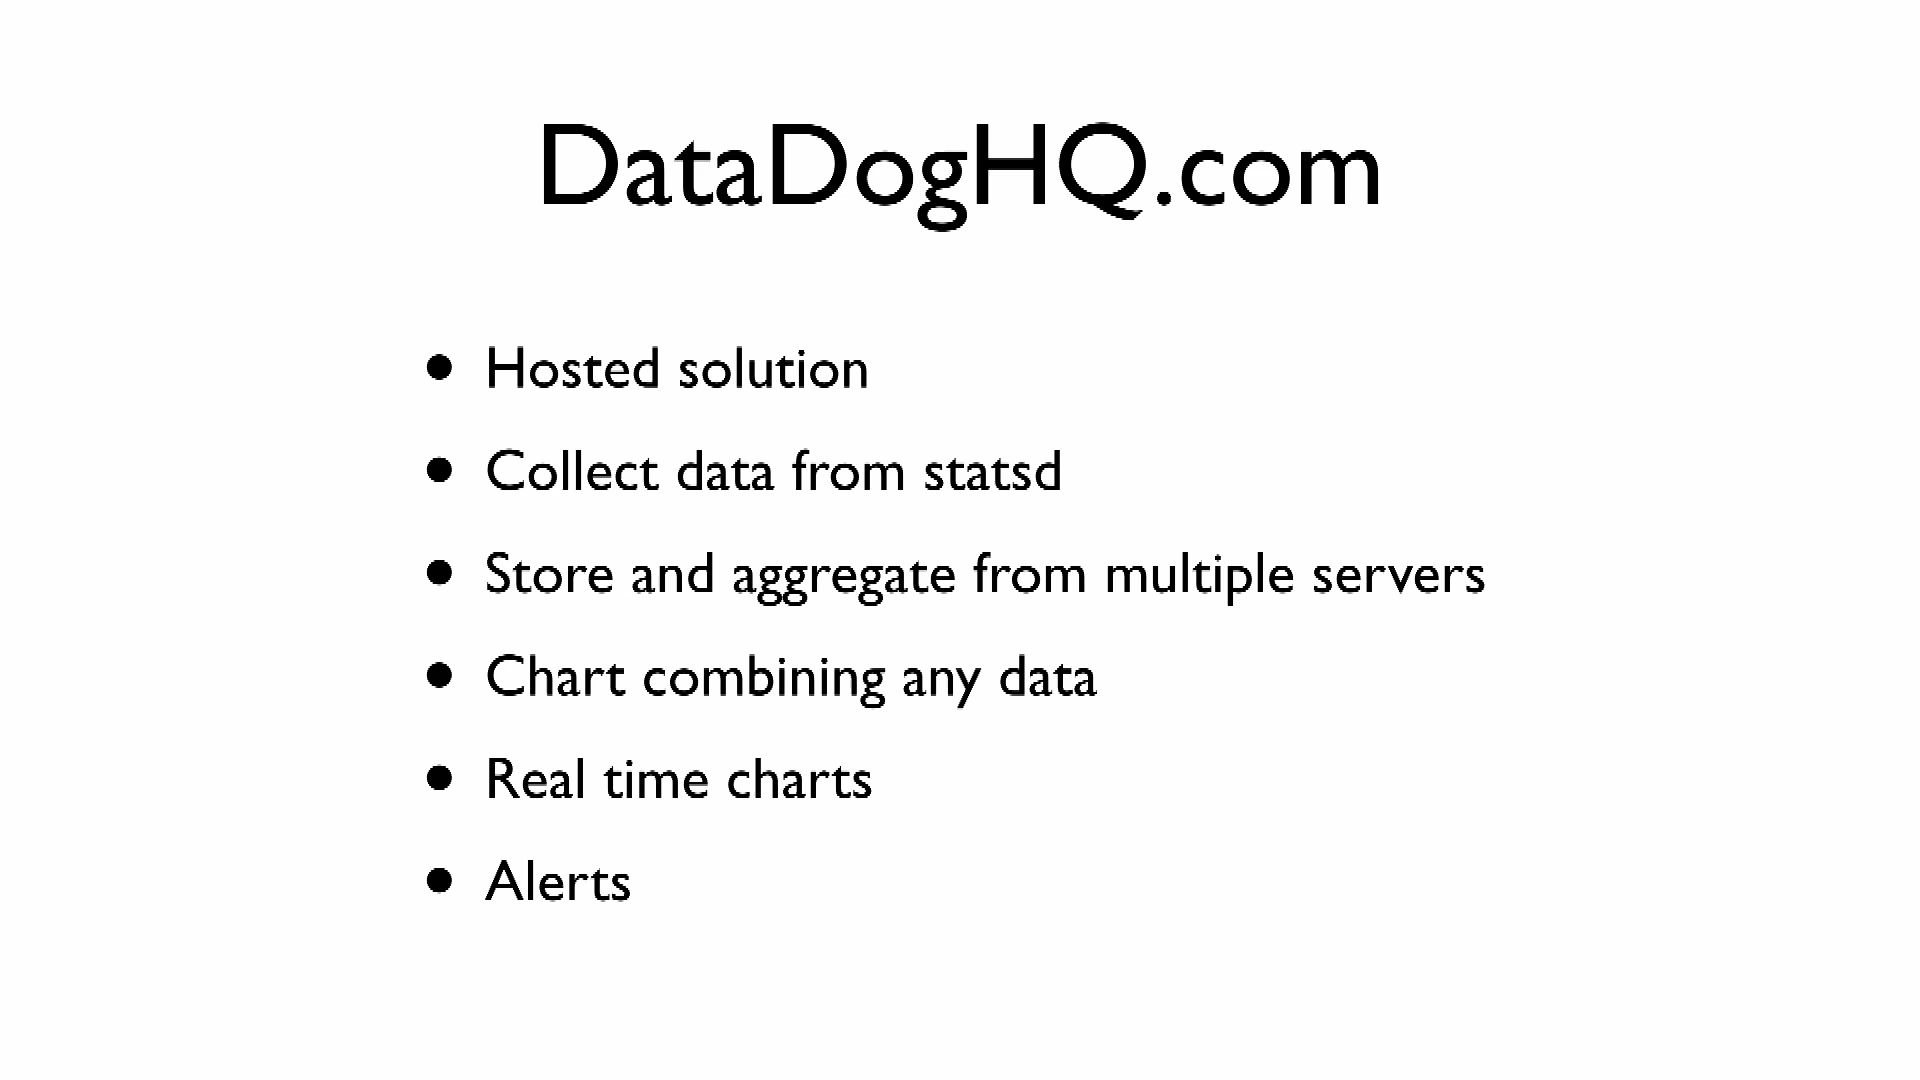 DataDogHQ.com
• Hosted solution
• Collect data from statsd
• Store and aggregate from multiple servers
• Chart combining any data
• Real time charts
• Alerts